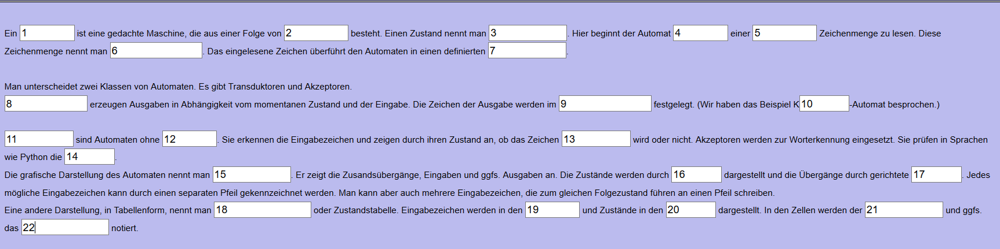 Ein 1 ist eine gedachte Maschine, die aus einer Folge von 2 besteht. Einen Zustand nennt man 3 . Hier beginnt der Automat 4 einer 5 Zeichenmenge zu lesen. Diese
Zeichenmenge nennt man 6 . Das eingelesene Zeichen überführt den Automaten in einen definierten 7 .
Man unterscheidet zwei Klassen von Automaten. Es gibt Transduktoren und Akzeptoren.
8 erzeugen Ausgaben in Abhängigkeit vom momentanen Zustand und der Eingabe. Die Zeichen der Ausgabe werden im 9 festgelegt. (Wir haben das Beispiel K 10 -Automat besprochen.)
11 sind Automaten ohne 12 . Sie erkennen die Eingabezeichen und zeigen durch ihren Zustand an, ob das Zeichen 13 wird oder nicht. Akzeptoren werden zur Worterkennung eingesetzt. Sie prüfen in Sprachen
wie Python die 14 .
Die grafische Darstellung des Automaten nennt man 15 . Er zeigt die Zusandsübergänge, Eingaben und ggfs. Ausgaben an. Die Zustände werden durch 16 dargestellt und die Übergänge durch gerichtete 17 . Jedes
mögliche Eingabezeichen kann durch einen separaten Pfeil gekennzeichnet werden. Man kann aber auch mehrere Eingabezeichen, die zum gleichen Folgezustand führen an einen Pfeil schreiben.
Eine andere Darstellung, in Tabellenform, nennt man 18 oder Zustandstabelle. Eingabezeichen werden in den 19 und Zustände in den 20 dargestellt. In den Zellen werden der 21 und ggfs.
das 22 notiert.